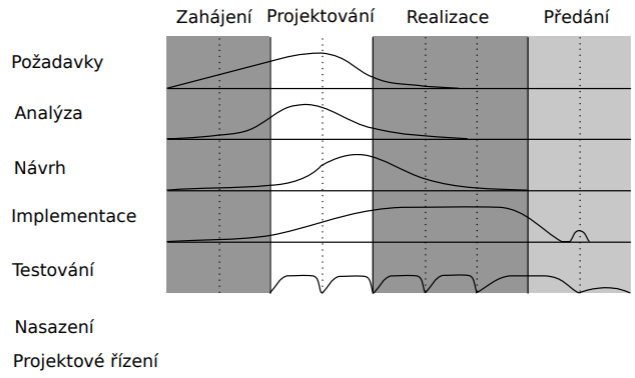 Zahájení Projektování Realizace Předání
Požadavky
Analýza
Návrh
Implementace
Testování
Nasazení
Projektové řízení